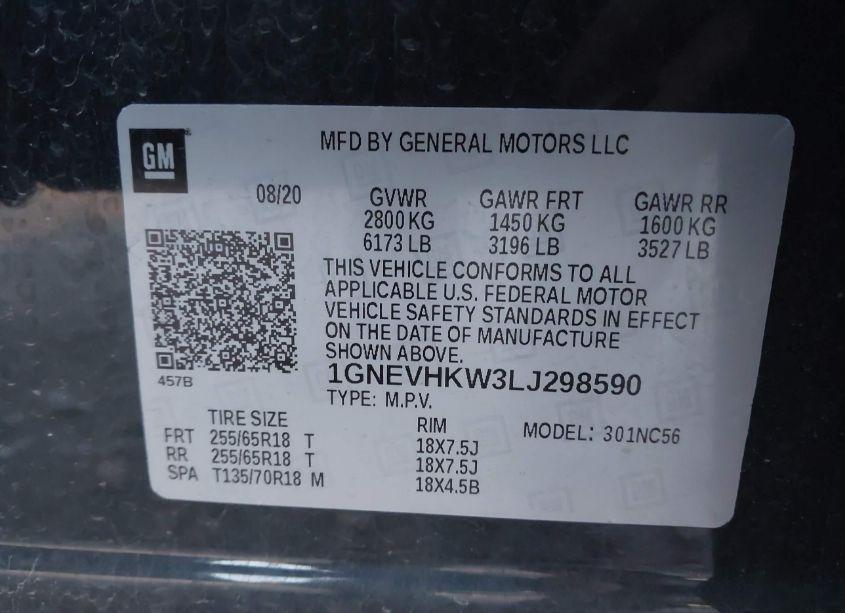 GM
MFD BY GENERAL MOTORS LLC
08/20
GVWR GAWR FRT GAWR RR
2800 KG 1450 KG 1600 KG
6173 LB 3196 LB 3527 LB
THIS VEHICLE CONFORMS TO ALL
APPLICABLE U.S. FEDERAL MOTOR
VEHICLE SAFETY STANDARDS IN EFFECT
ON THE DATE OF MANUFACTURE
SHOWN ABOVE.
457B
1GNEVHKW3LJ298590
TYPE: M.P.V.
TIRE SIZE RIM MODEL: 301NC56
FRT 255/65R18 T 18X7.5J
RR 255/65R18 T 18X7.5J
SPA T135/70R18 M 18X4.5B